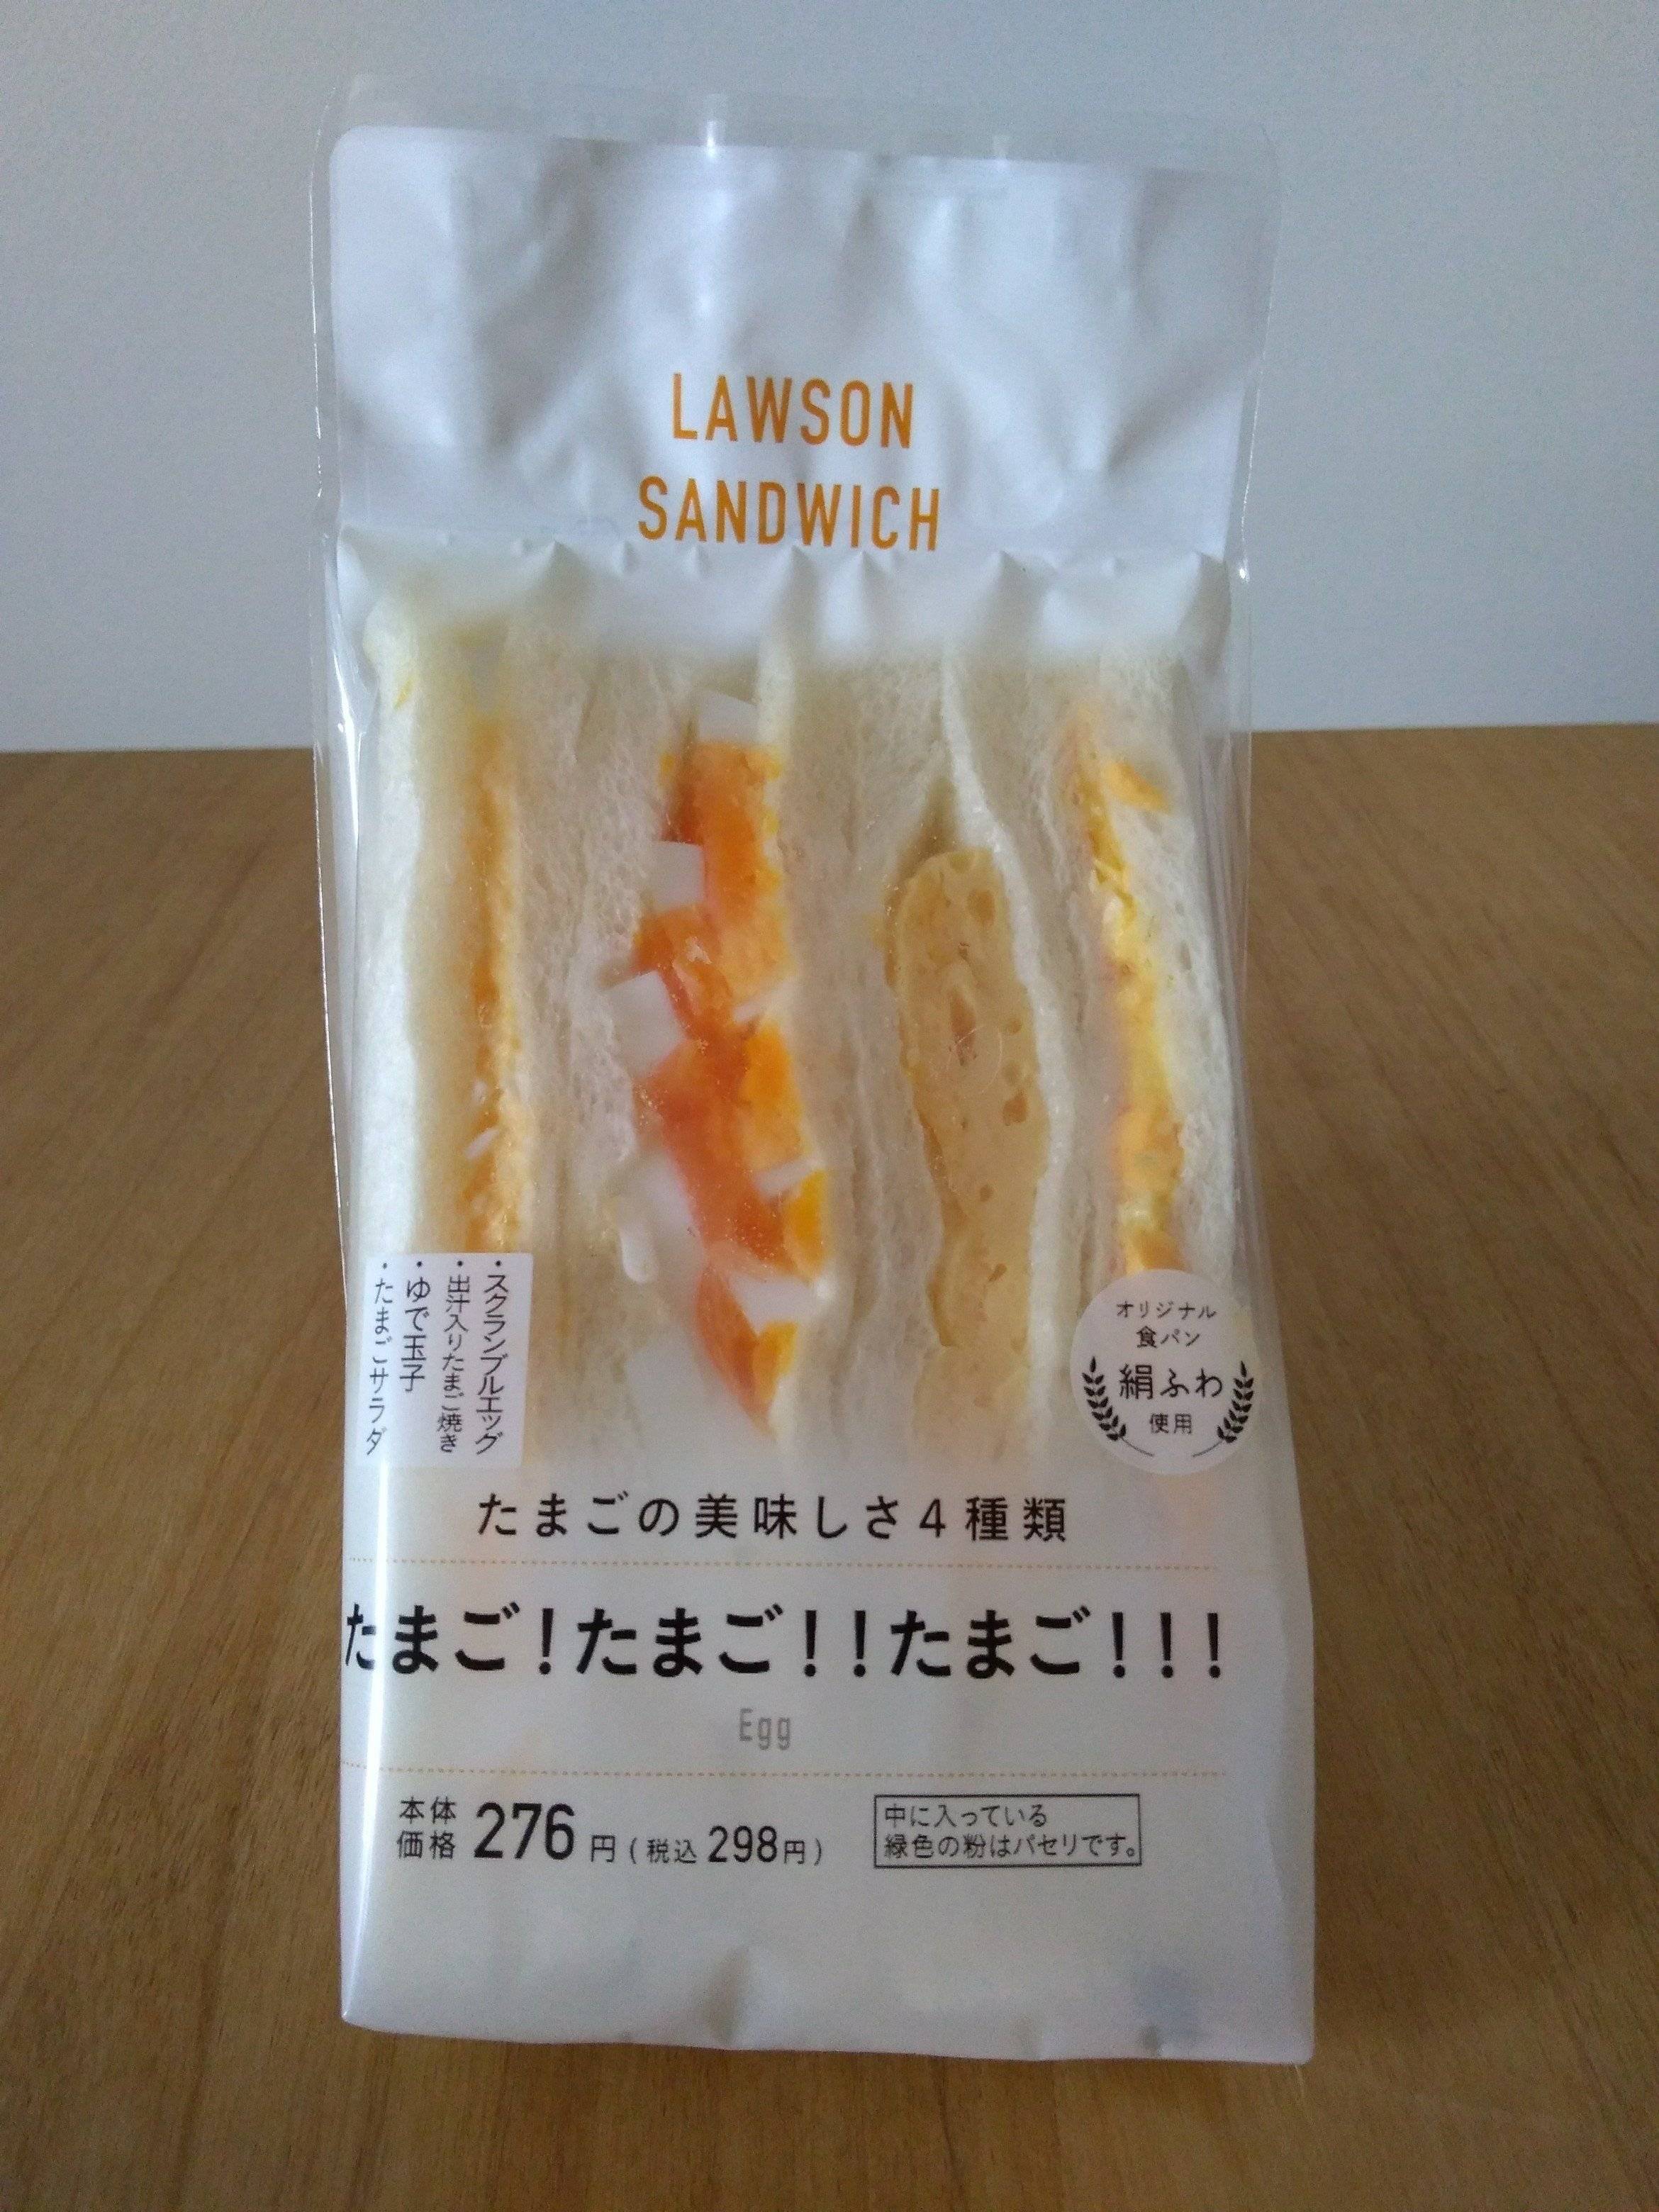 LAWSON
SANDWICH
・スクランブルエッグ
・出汁入りたまご焼き
・ゆで玉子
・たまごサラダ
オリジナル
食パン
絹ふわ
使用
たまごの美味しさ4種類
たまご!たまご!!たまご!!!
Egg
本体
価格 276円(税込298円)
中に入っている
緑色の粉はパセリです。